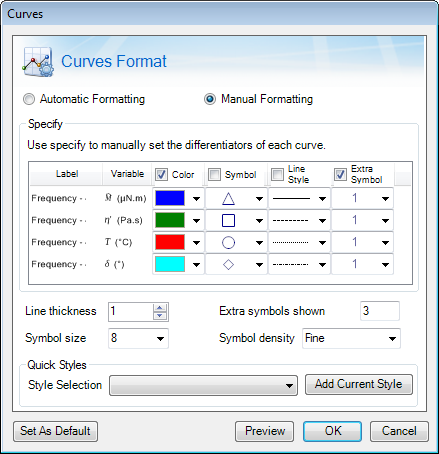 Curves
Curves Format
Automatic Formatting Manual Formatting
Specify
Use specify to manually set the differentiators of each curve.
Label Variable Color Symbol Line Style Extra Symbol
Frequency - M̄ (µN.m) 1
Frequency - η' (Pa.s) 1
Frequency - T (°C) 1
Frequency - δ (°) 1
Line thickness 1 Extra symbols shown 3
Symbol size 8 Symbol density Fine
Quick Styles
Style Selection Add Current Style
Set As Default Preview OK Cancel